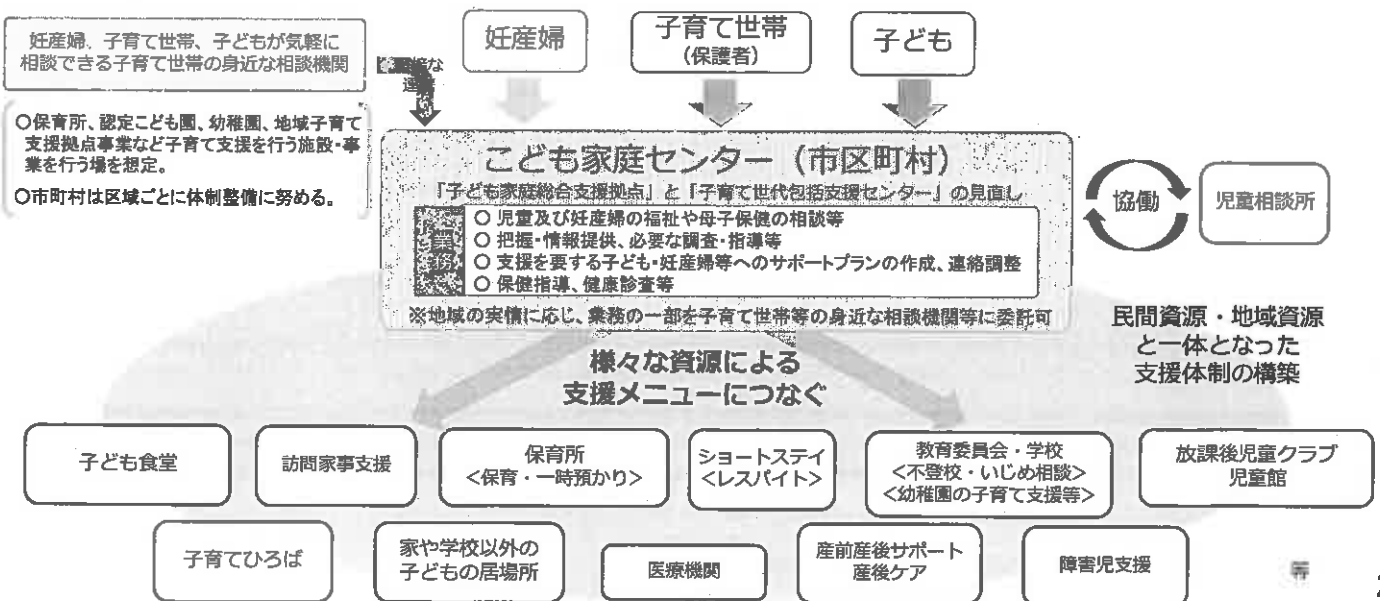 妊産婦、子育て世帯、子どもが気軽に
相談できる子育て世帯の身近な相談機関
○保育所、認定こども園、幼稚園、地域子育て
支援拠点事業など子育て支援を行う施設・事
業を行う場を想定。
○市町村は区域ごとに体制整備に努める。
妊産婦
子育て世帯
(保護者)
子ども
こども家庭センター（市区町村）
「子ども家庭総合支援拠点」と「子育て世代包括支援センター」の見直し
業務
○ 児童及び妊産婦の福祉や母子保健の相談等
○ 把握・情報提供、必要な調査・指導等
○ 支援を要する子ども・妊産婦等へのサポートプランの作成、連絡調整
○ 保健指導、健康診査等
※地域の実情に応じ、業務の一部を子育て世帯等の身近な相談機関等に委託可
協働
児童相談所
民間資源・地域資源
と一体となった
支援体制の構築
様々な資源による
支援メニューにつなぐ
子ども食堂
訪問家事支援
保育所
<保育・一時預かり>
ショートステイ
<レスパイト>
教育委員会・学校
<不登校・いじめ相談>
<幼稚園の子育て支援等>
放課後児童クラブ
児童館
子育てひろば
家や学校以外の
子どもの居場所
医療機関
産前産後サポート
産後ケア
障害児支援
等